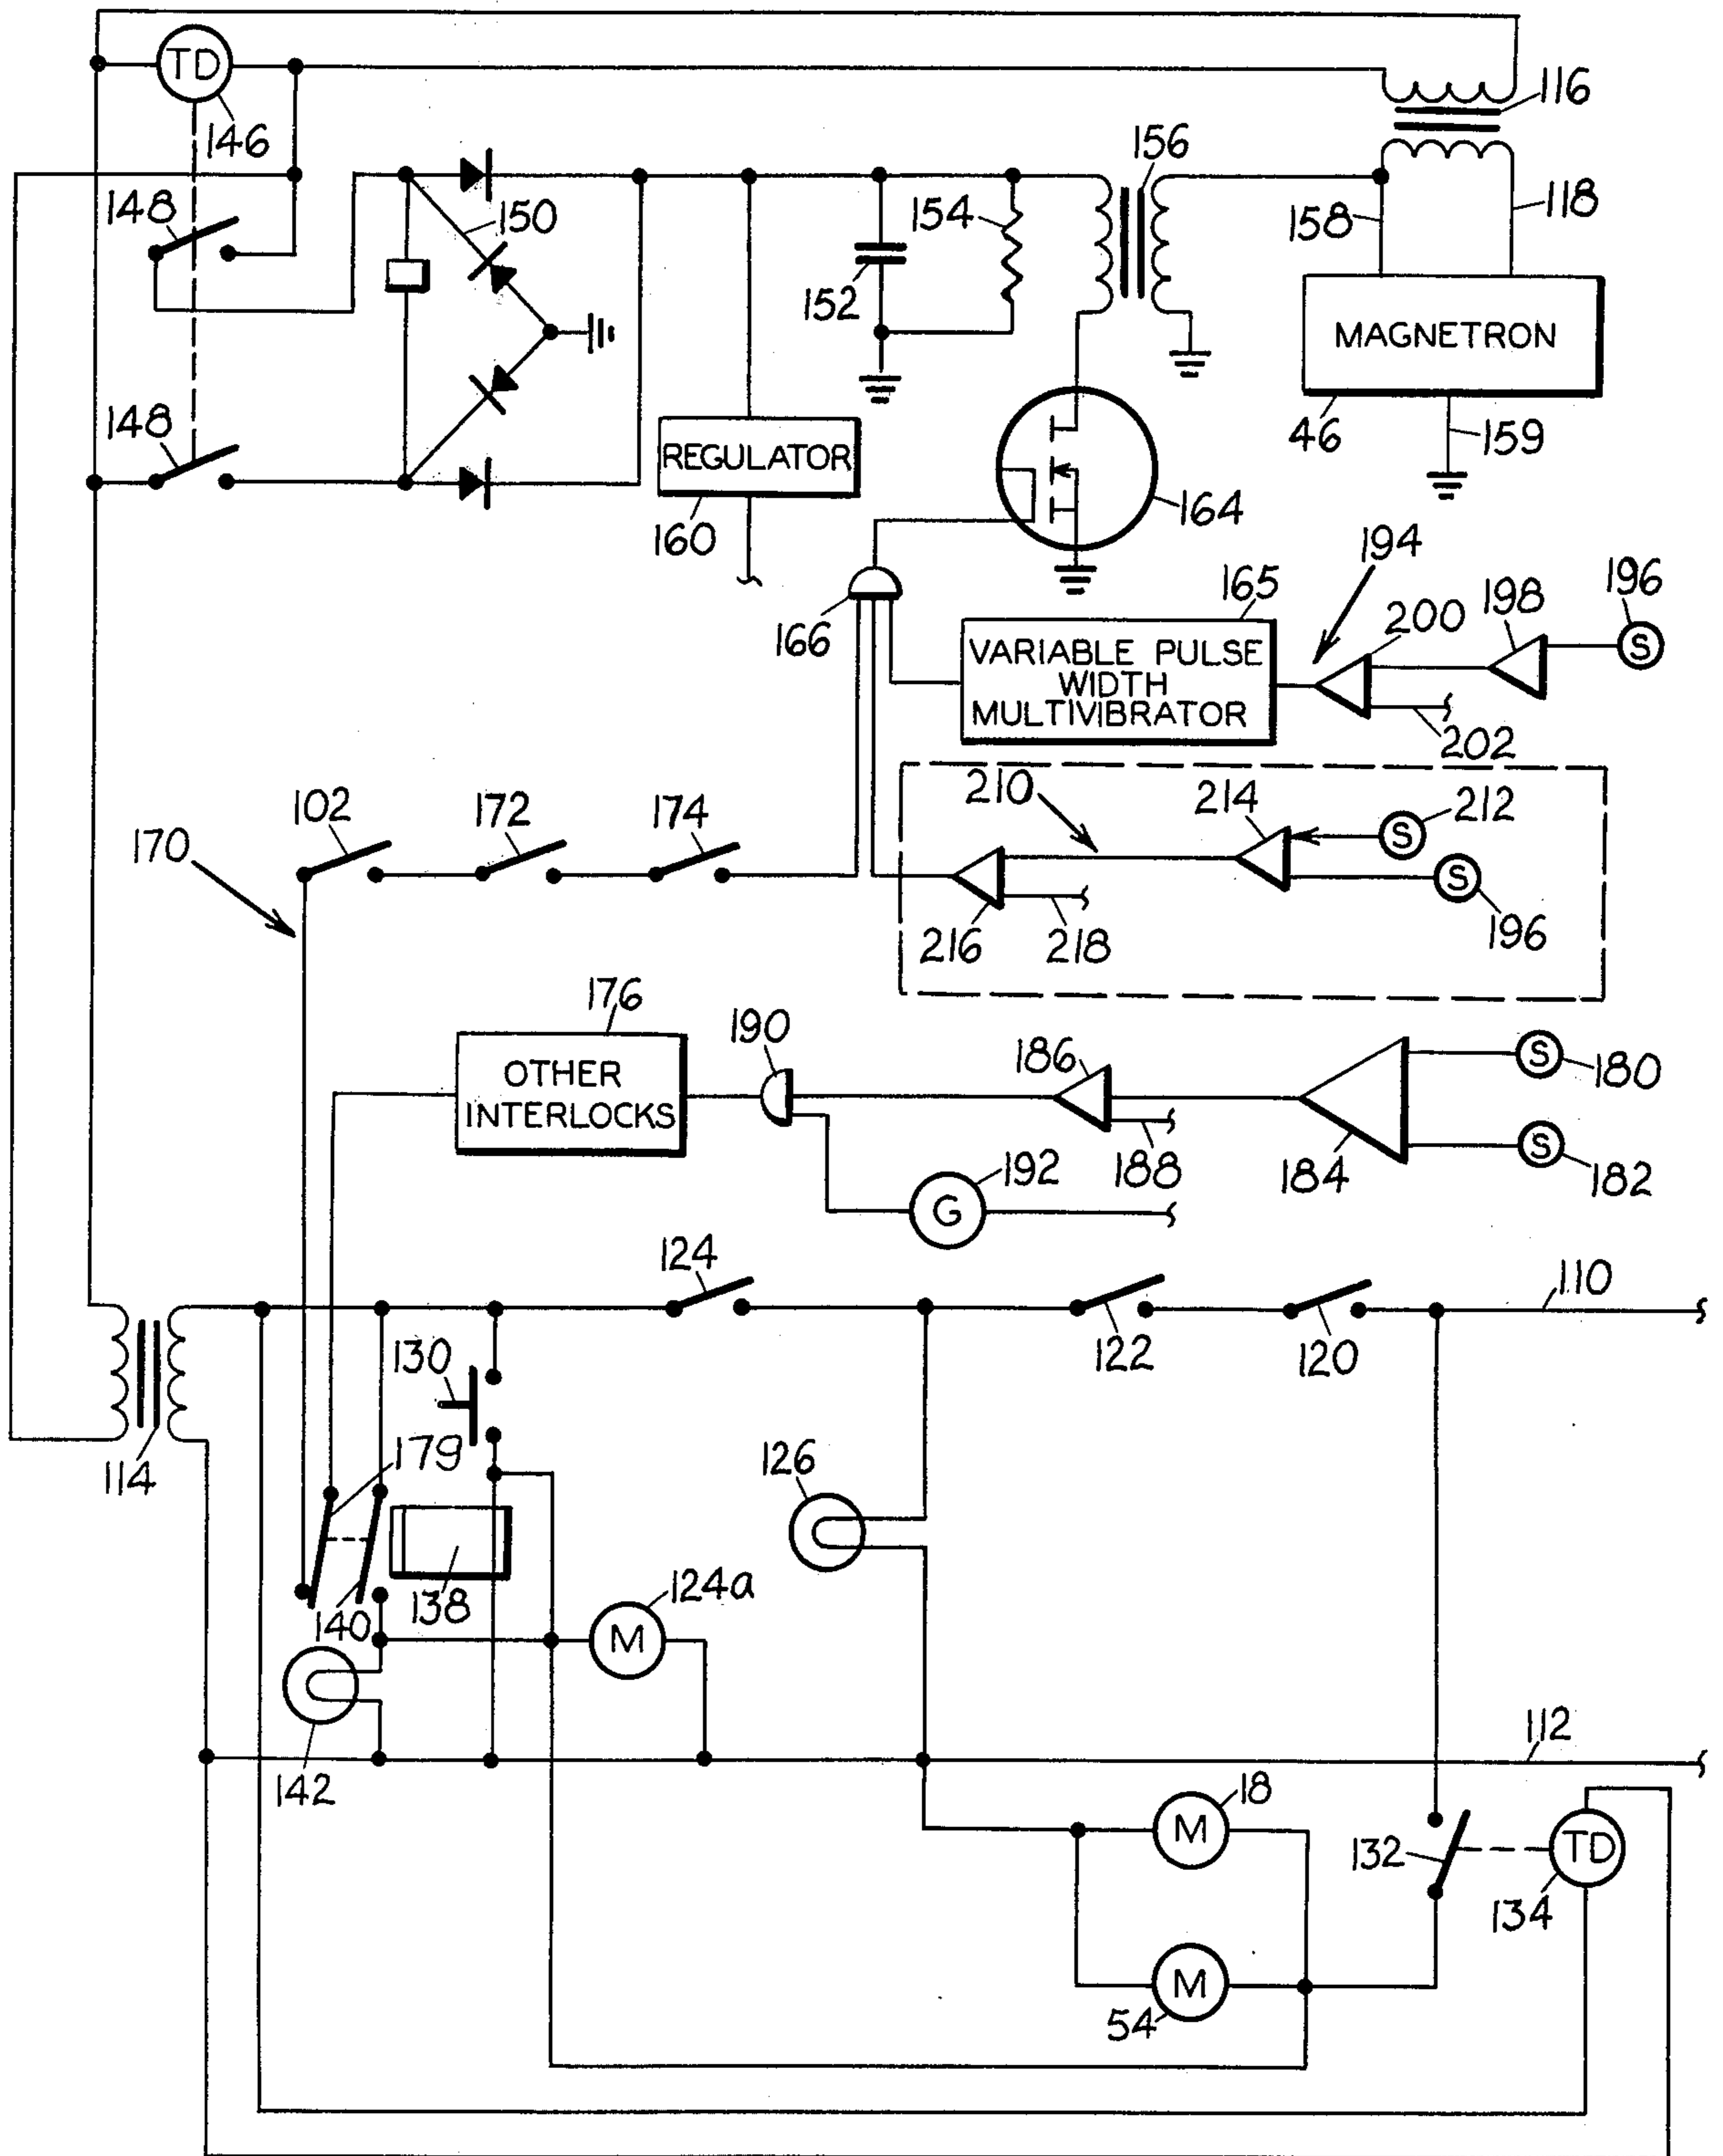 TD
116
146
156
148
150
154
158
118
152
MAGNETRON
148
REGULATOR
46
159
164
160
194
196
165
198
200
166
VARIABLE PULSE
WIDTH
MULTIVIBRATOR
S
202
210
214
S
212
102
172
174
170
S
216
218
196
176
190
186
S
180
OTHER
INTERLOCKS
188
184
S
182
192
G
124
110
130
122
120
114
179
126
140
138
124a
M
142
112
18
M
132
TD
134
M
54